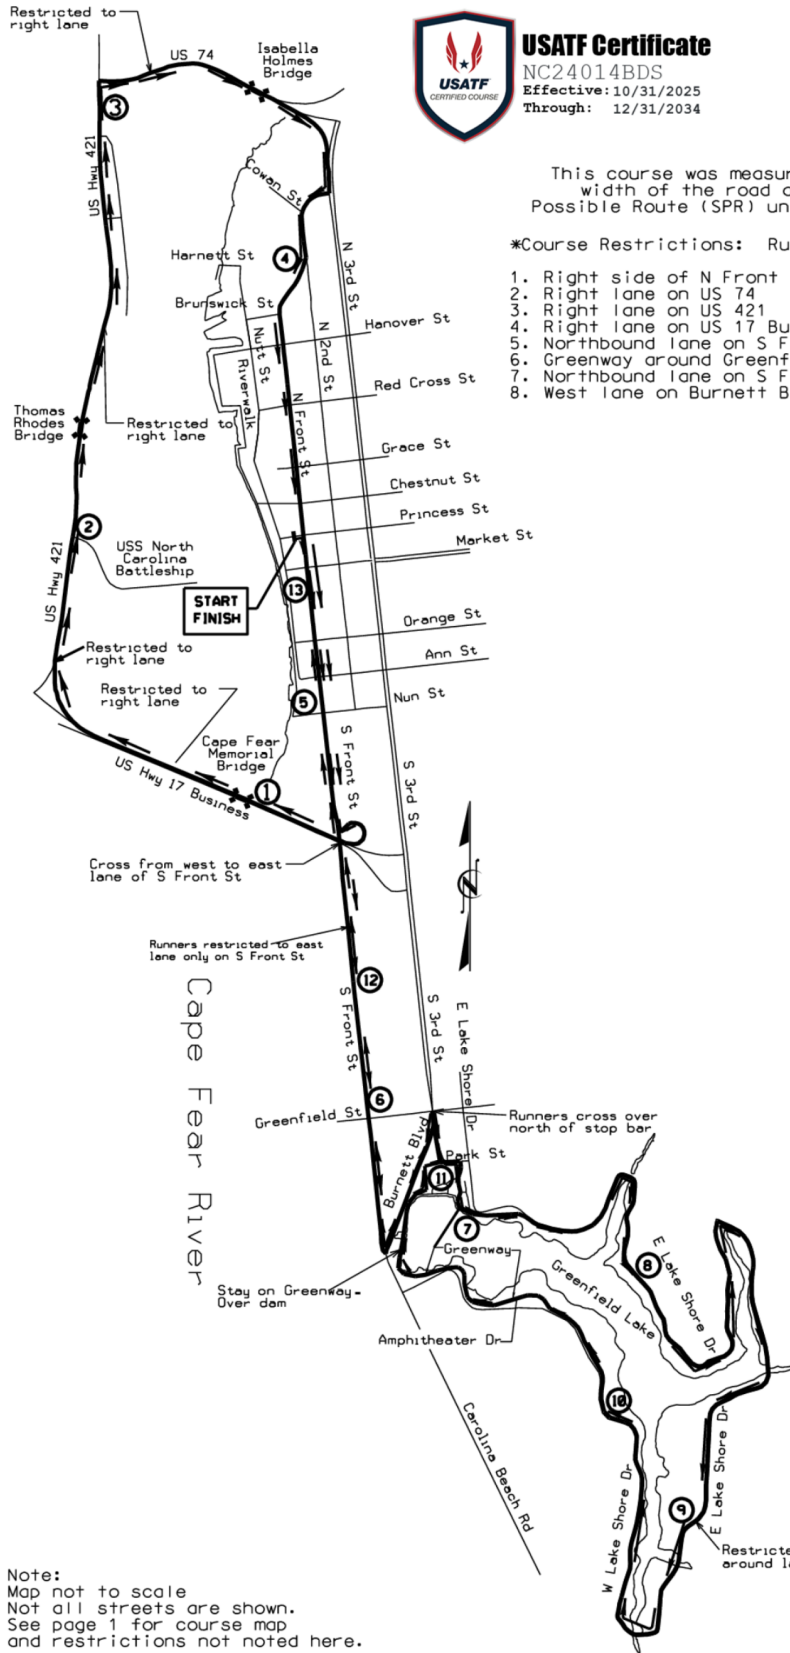 Restricted to
right lane
US 74
Isabella
Holmes
Bridge
USATF
CERTIFIED COURSE
USATF Certificate
NC24014BDS
Effective: 10/31/2025
Through: 12/31/2034
This course was measur
width of the road o
Possible Route (SPR) un
*Course Restrictions: Ru
1. Right side of N Front
2. Right lane on US 74
3. Right lane on US 421
4. Right lane on US 17 Bu
5. Northbound lane on S F
6. Greenway around Greenf
7. Northbound lane on S F
8. West lane on Burnett B
3
US Hwy 421
Cowan St
4
Harnett St
N 3rd St
Brunswick St
Hanover St
N 2nd St
Nutt St
Riverwalk
Red Cross St
N Front St
Thomas
Rhodes
Bridge
Restricted to
right lane
Grace St
Chestnut St
Princess St
Market St
2
USS North
Carolina
Battleship
US Hwy 421
START
FINISH
13
Orange St
Ann St
Restricted to
right lane
Restricted to
right lane
5
Nun St
Cape Fear
Memorial
Bridge
S Front St
S 3rd St
1
US Hwy 17 Business
Cross from west to east
lane of S Front St
N
Runners restricted to east
lane only on S Front St
12
Cape Fear River
S Front St
S 3rd St
E Lake Shore Dr
6
Greenfield St
Runners cross over
north of stop bar
Burnett Blvd
Park St
11
7
Greenway
E Lake Shore Dr
8
Greenfield Lake
Stay on Greenway-
Over dam
Amphitheater Dr
10
Carolina Beach Rd
E Lake Shore Dr
W Lake Shore Dr
9
Restricte
around l
Note:
Map not to scale
Not all streets are shown.
See page 1 for course map
and restrictions not noted here.